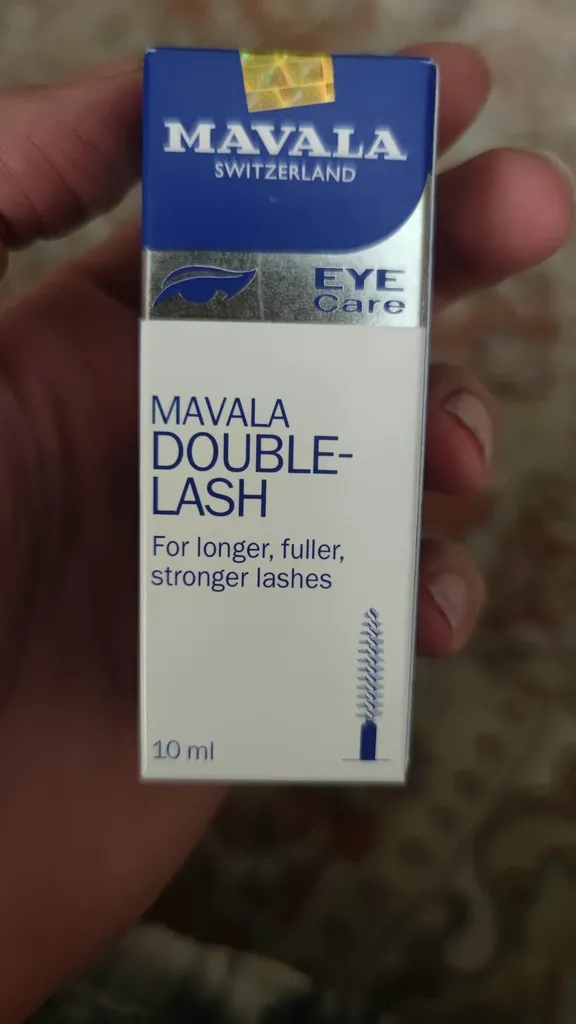 MAVALA
SWITZERLAND
EYE
Care
MAVALA
DOUBLE-
LASH
For longer, fuller,
stronger lashes
10 ml